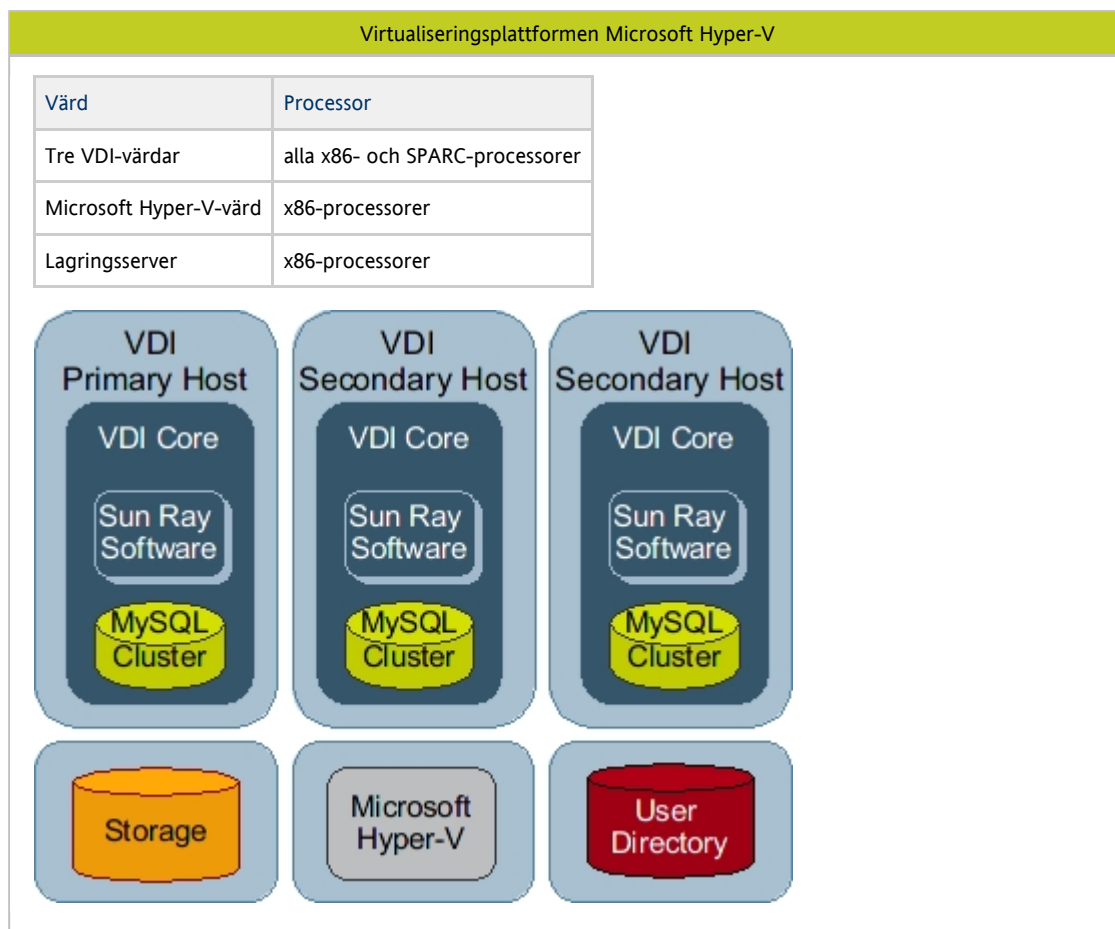 Virtualiseringsplattformen Microsoft Hyper-V
Värd Processor
Tre VDI-värdar alla x86- och SPARC-processorer
Microsoft Hyper-V-värd x86-processorer
Lagringsserver x86-processorer
VDI
Primary Host
VDI Core
Sun Ray
Software
MySQL
Cluster
VDI
Secondary Host
VDI Core
Sun Ray
Software
MySQL
Cluster
VDI
Secondary Host
VDI Core
Sun Ray
Software
MySQL
Cluster
Storage
Microsoft
Hyper-V
User
Directory